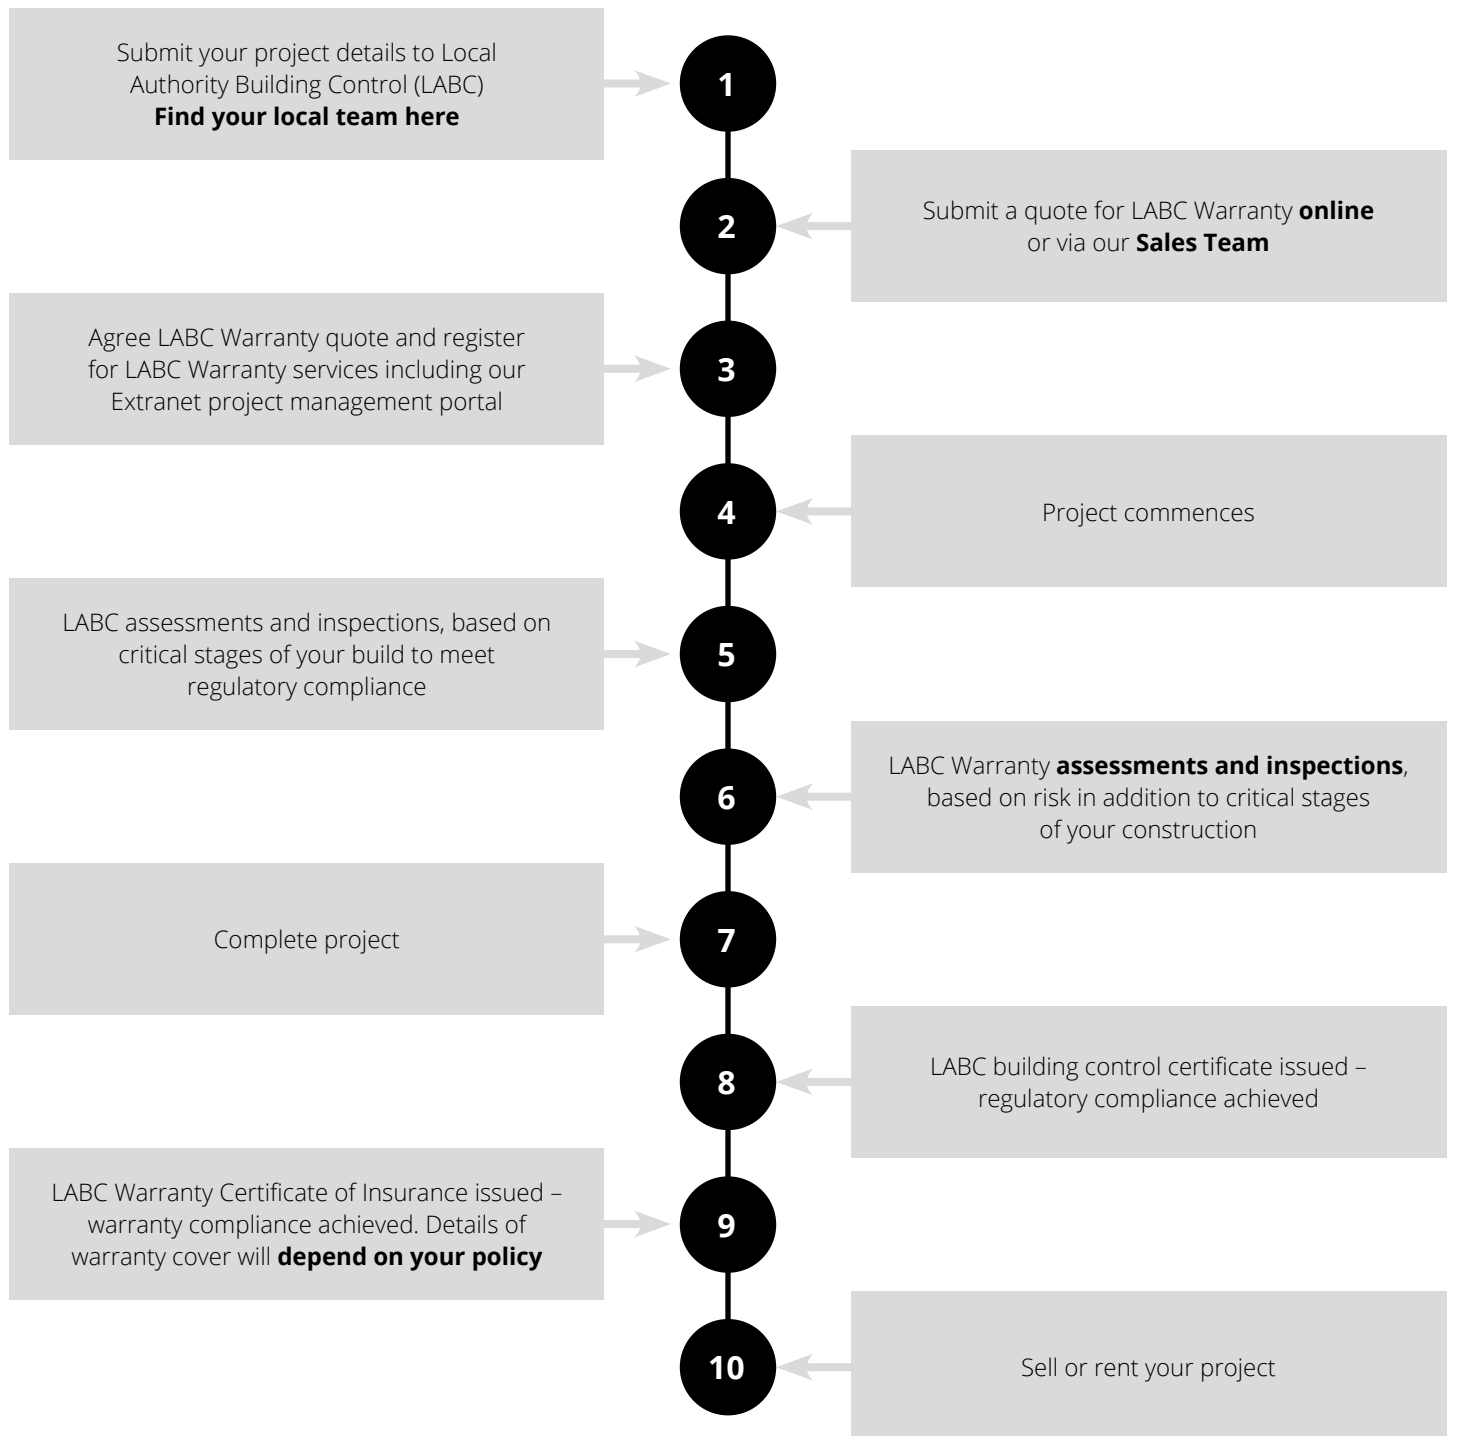 Submit your project details to Local
Authority Building Control (LABC)
Find your local team here
1
2
Submit a quote for LABC Warranty online
or via our Sales Team
Agree LABC Warranty quote and register
for LABC Warranty services including our
Extranet project management portal
3
4
Project commences
LABC assessments and inspections, based on
critical stages of your build to meet
regulatory compliance
5
6
LABC Warranty assessments and inspections,
based on risk in addition to critical stages
of your construction
Complete project
7
8
LABC building control certificate issued –
regulatory compliance achieved
LABC Warranty Certificate of Insurance issued –
warranty compliance achieved. Details of
warranty cover will depend on your policy
9
10
Sell or rent your project